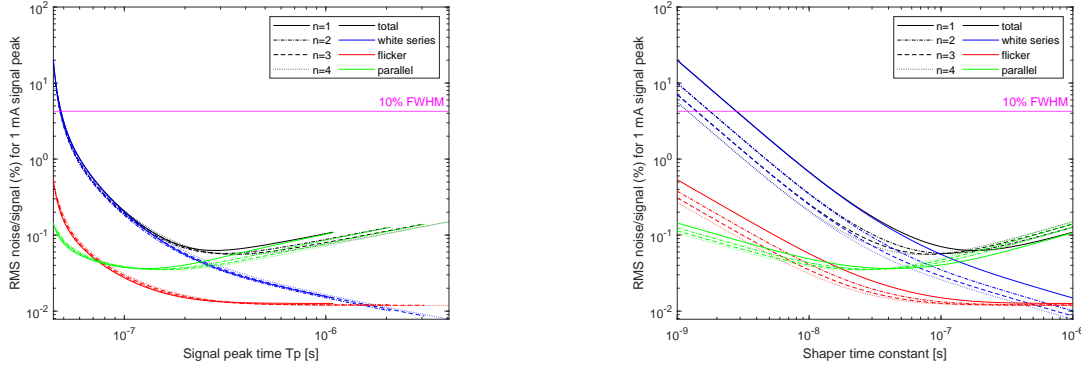 RMS noise/signal (%) for 1 mA signal peak
10^2
10^1
10^0
10^-1
10^-2
n=1 total
n=2 white series
n=3 flicker
n=4 parallel
10% FWHM
10^-7 10^-6
Signal peak time Tp [s]
RMS noise/signal (%) for 1 mA signal peak
10^2
10^1
10^0
10^-1
10^-2
n=1 total
n=2 white series
n=3 flicker
n=4 parallel
10% FWHM
10^-9 10^-8 10^-7 10^-6
Shaper time constant [s]